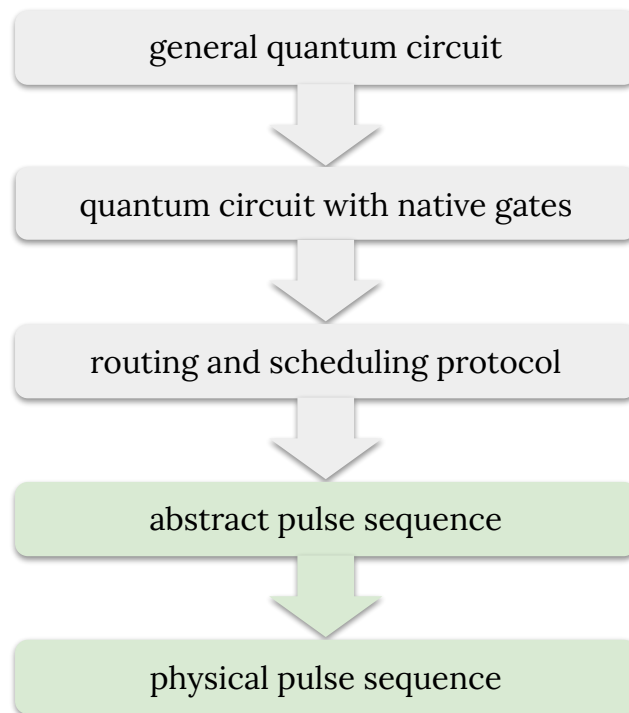 general quantum circuit
quantum circuit with native gates
routing and scheduling protocol
abstract pulse sequence
physical pulse sequence